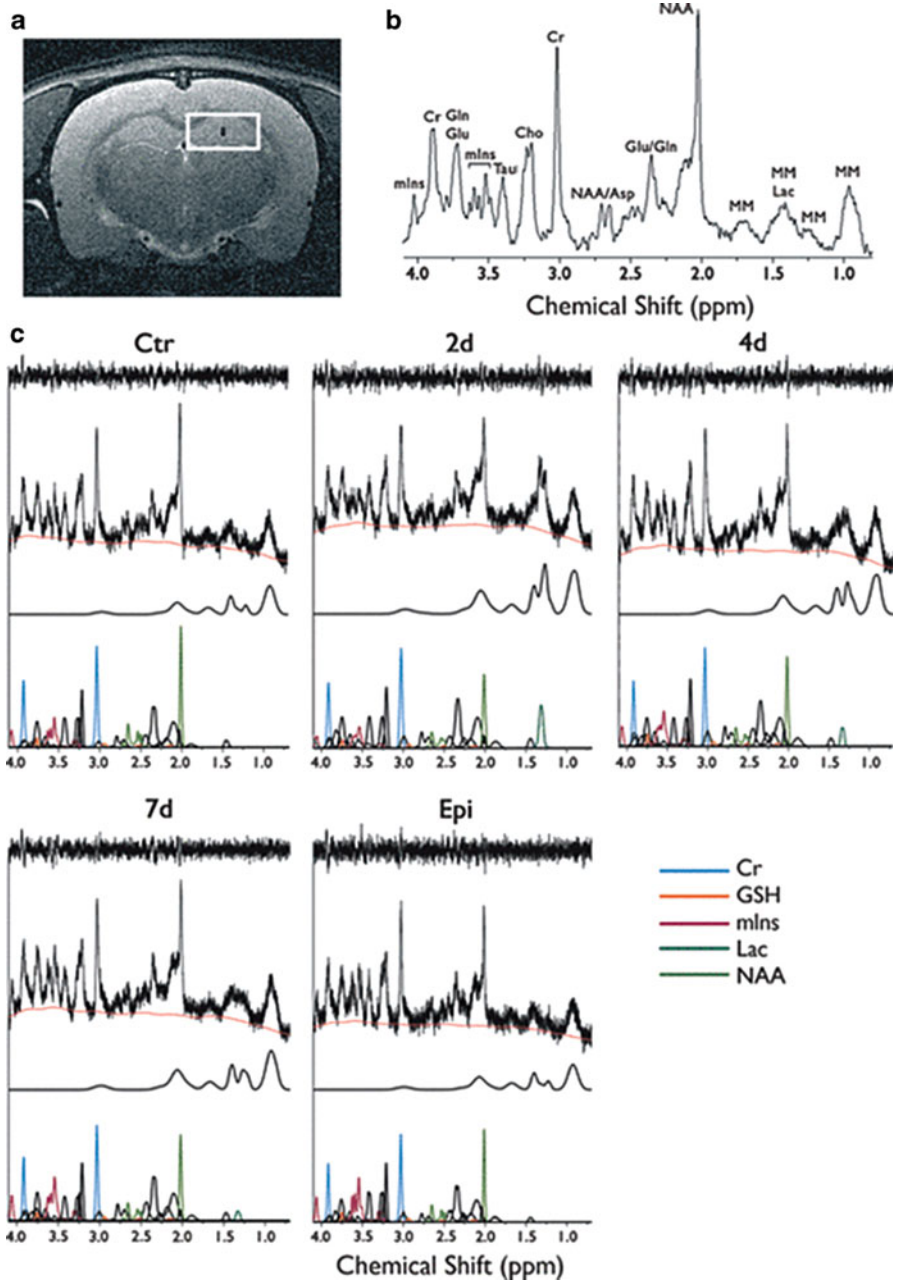 a
b
NAA
Cr
Cr Gln
Glu
mIns
mIns
Tau
Cho
NAA/Asp
Glu/Gln
MM
MM
Lac
MM
MM
4.0 3.5 3.0 2.5 2.0 1.5 1.0
Chemical Shift (ppm)
c
Ctr 2d 4d
4.0 3.5 3.0 2.5 2.0 1.5 1.0
4.0 3.5 3.0 2.5 2.0 1.5 1.0
4.0 3.5 3.0 2.5 2.0 1.5 1.0
7d Epi
Cr
GSH
mIns
Lac
NAA
4.0 3.5 3.0 2.5 2.0 1.5 1.0
4.0 3.5 3.0 2.5 2.0 1.5 1.0
Chemical Shift (ppm)